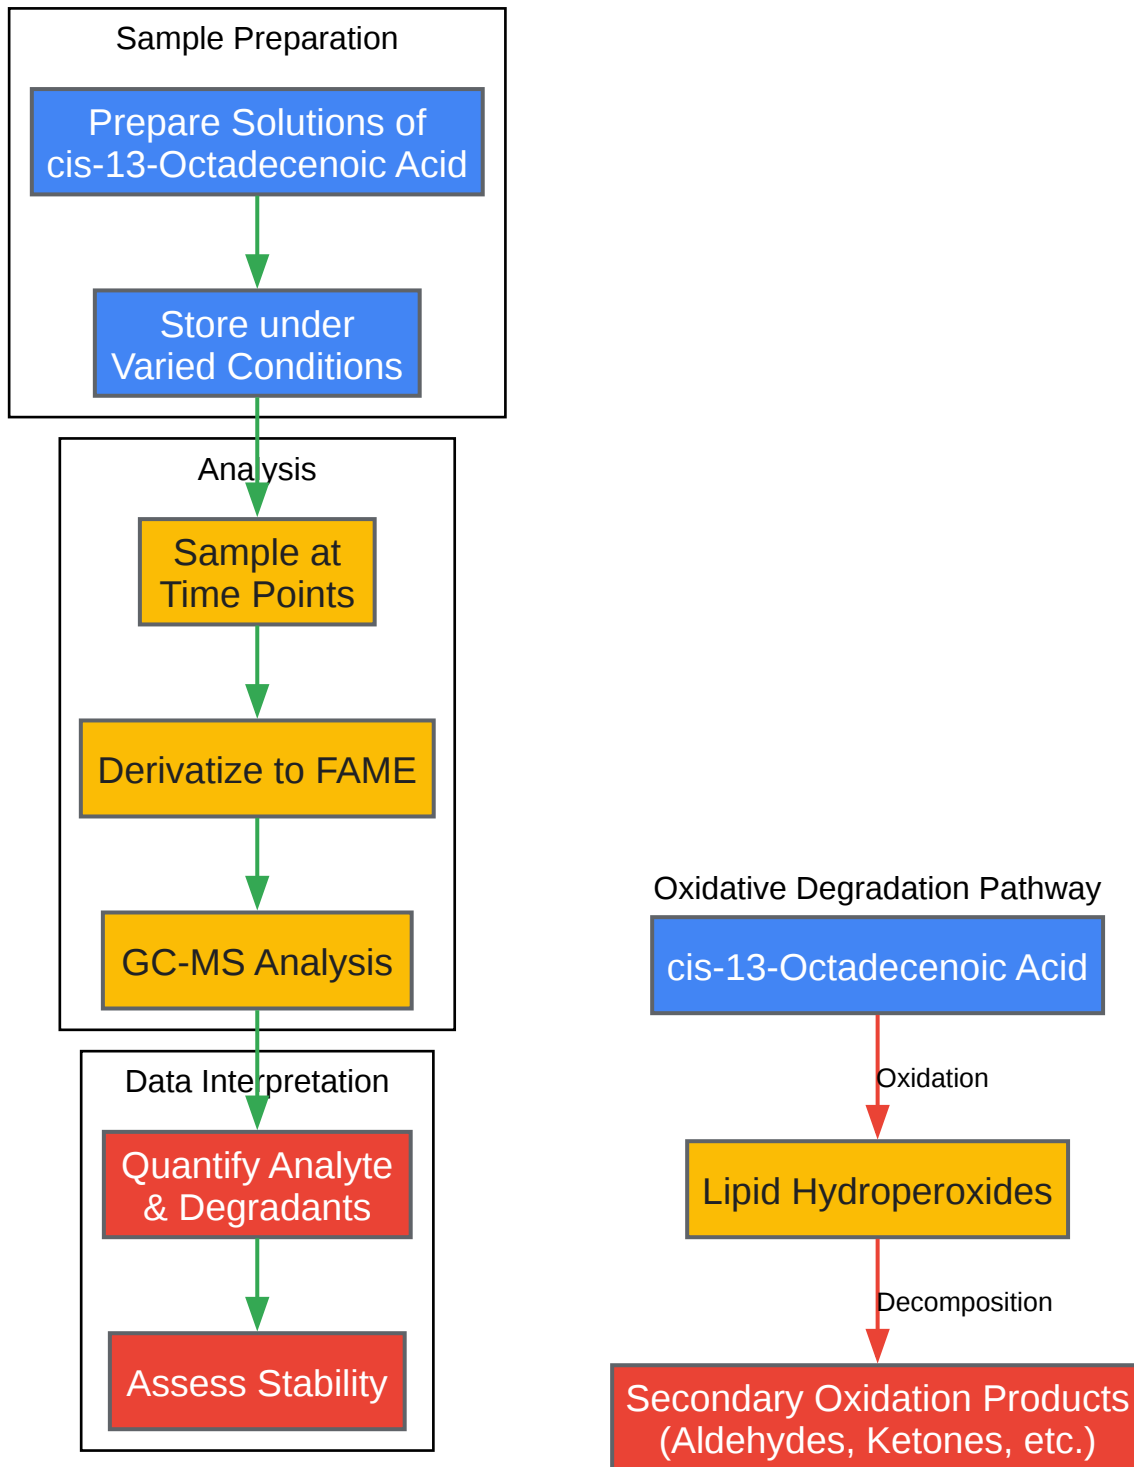 Sample Preparation
Prepare Solutions of
cis-13-Octadecenoic Acid
Store under
Varied Conditions
Analysis
Sample at
Time Points
Derivatize to FAME
GC-MS Analysis
Data Interpretation
Quantify Analyte
& Degradants
Assess Stability
Oxidative Degradation Pathway
cis-13-Octadecenoic Acid
Oxidation
Lipid Hydroperoxides
Decomposition
Secondary Oxidation Products
(Aldehydes, Ketones, etc.)